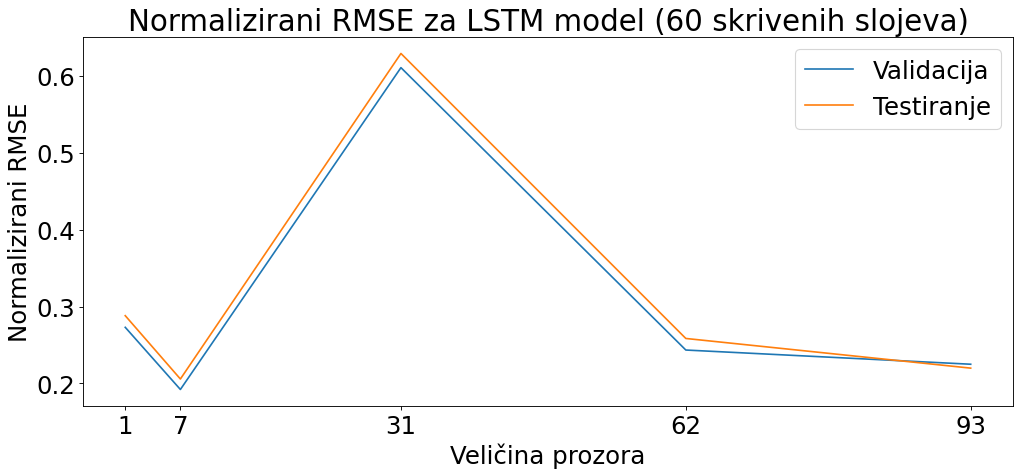 Normalizirani RMSE za LSTM model (60 skrivenih slojeva)
Normalizirani RMSE
0.6
0.5
0.4
0.3
0.2
Validacija
Testiranje
1 7 31 62 93
Veličina prozora